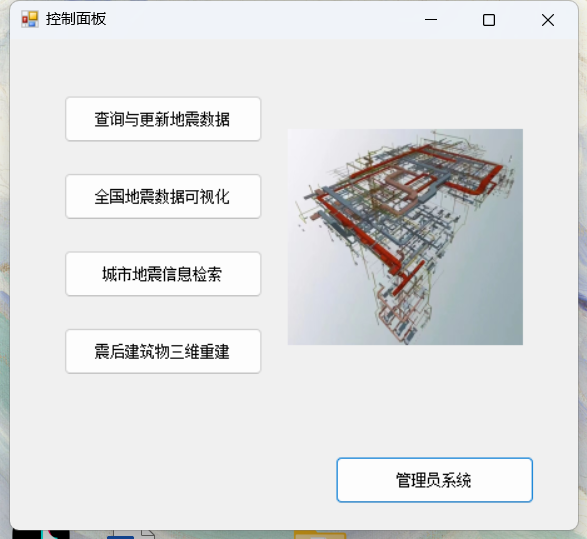 控制面板
查询与更新地震数据
全国地震数据可视化
城市地震信息检索
震后建筑物三维重建
管理员系统